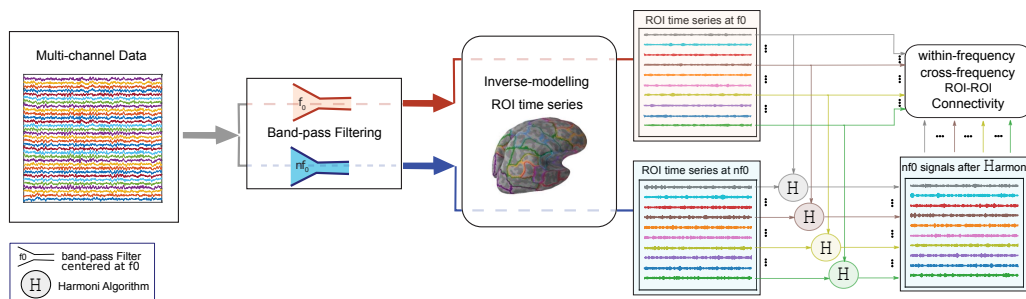 Multi-channel Data
f0
Band-pass Filtering
nf0
Inverse-modelling
ROI time series
ROI time series at f0
ROI time series at nf0
H
H
H
H
within-frequency
cross-frequency
ROI-ROI
Connectivity
nf0 signals after Harmoni
f0
band-pass Filter
centered at f0
H
Harmoni Algorithm